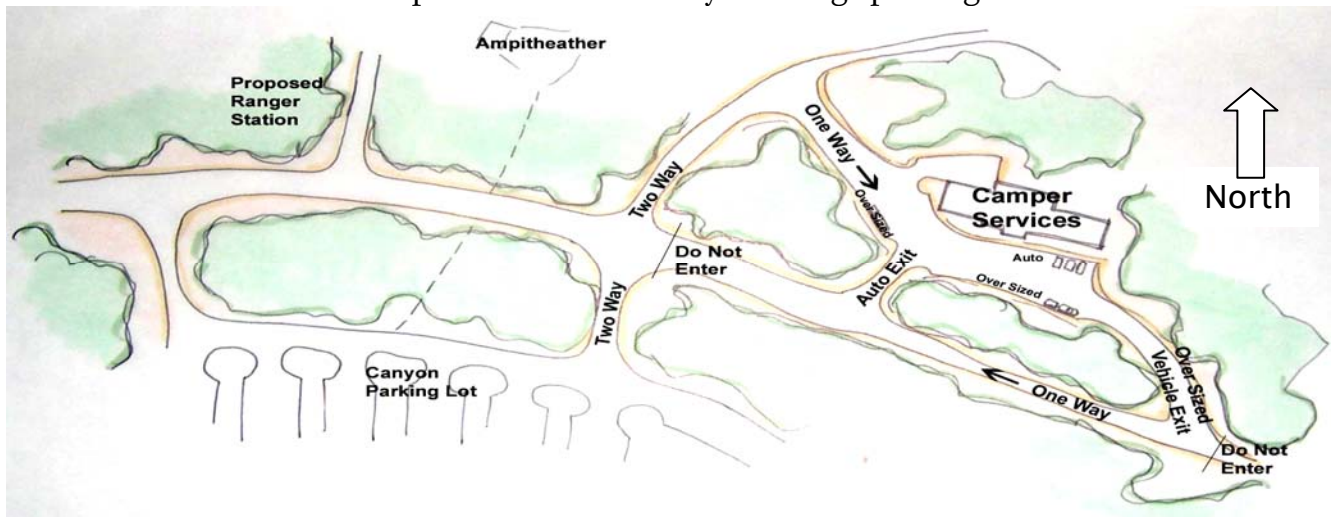 Ampitheather
Proposed
Ranger
Station
One Way
Two Way
Over Sized
Camper
Services
North
Do Not
Enter
Auto
Auto Exit
Over Sized
Two Way
Canyon
Parking Lot
One Way
Over Sized
Vehicle Exit
Do Not
Enter